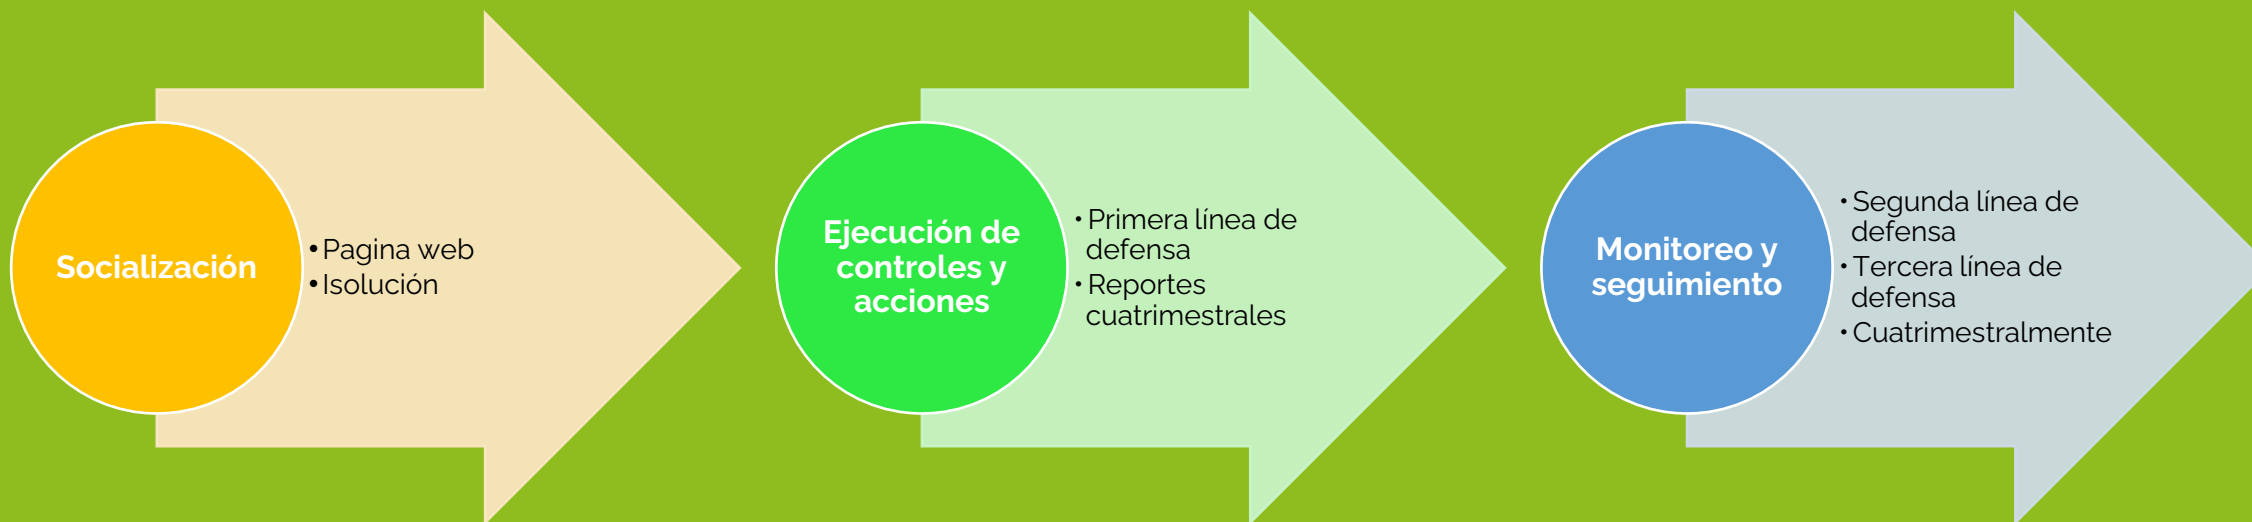 Socialización
• Pagina web
• Isolución
Ejecución de
controles y
acciones
• Primera línea de
defensa
• Reportes
cuatrimestrales
Monitoreo y
seguimiento
• Segunda línea de
defensa
• Tercera línea de
defensa
• Cuatrimestralmente